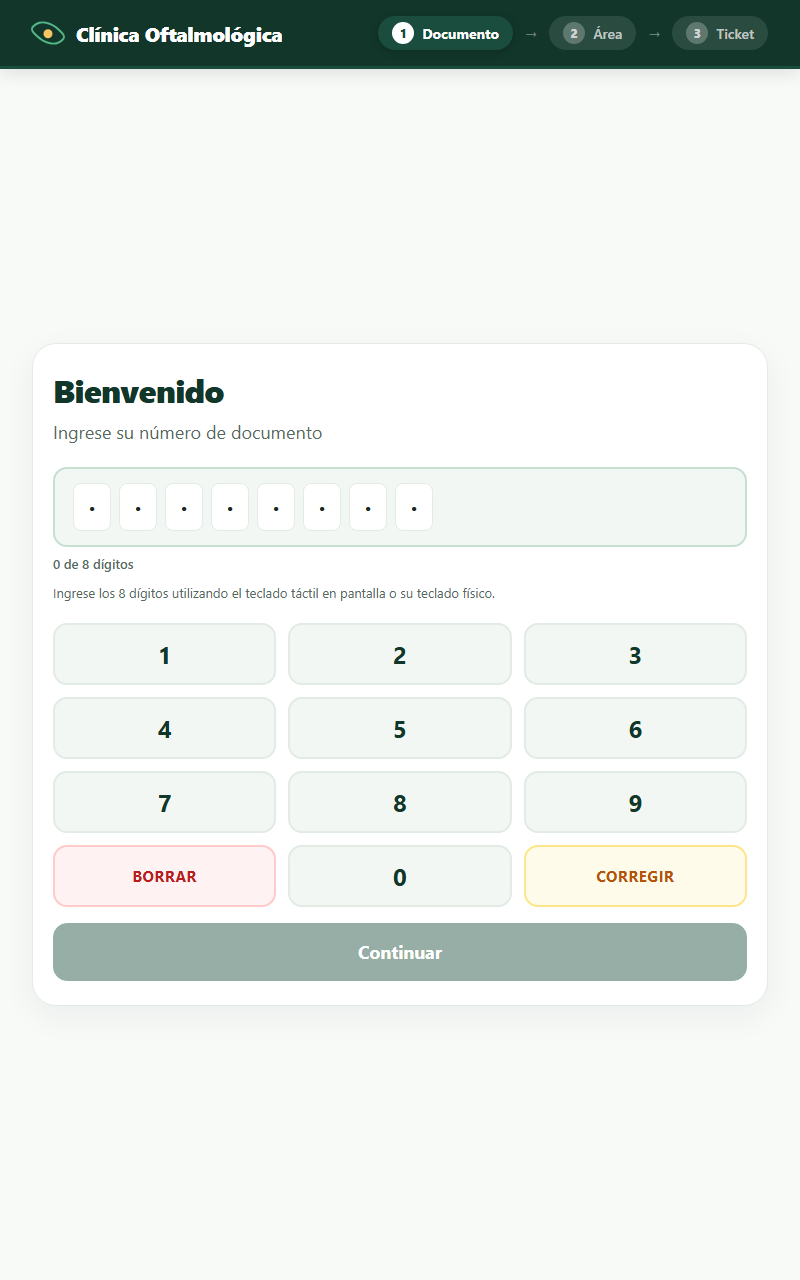 Clínica Oftalmológica
1 Documento → 2 Área → 3 Ticket
Bienvenido
Ingrese su número de documento
• • • • • • • •
0 de 8 dígitos
Ingrese los 8 dígitos utilizando el teclado táctil en pantalla o su teclado físico.
1 2 3
4 5 6
7 8 9
BORRAR 0 CORREGIR
Continuar